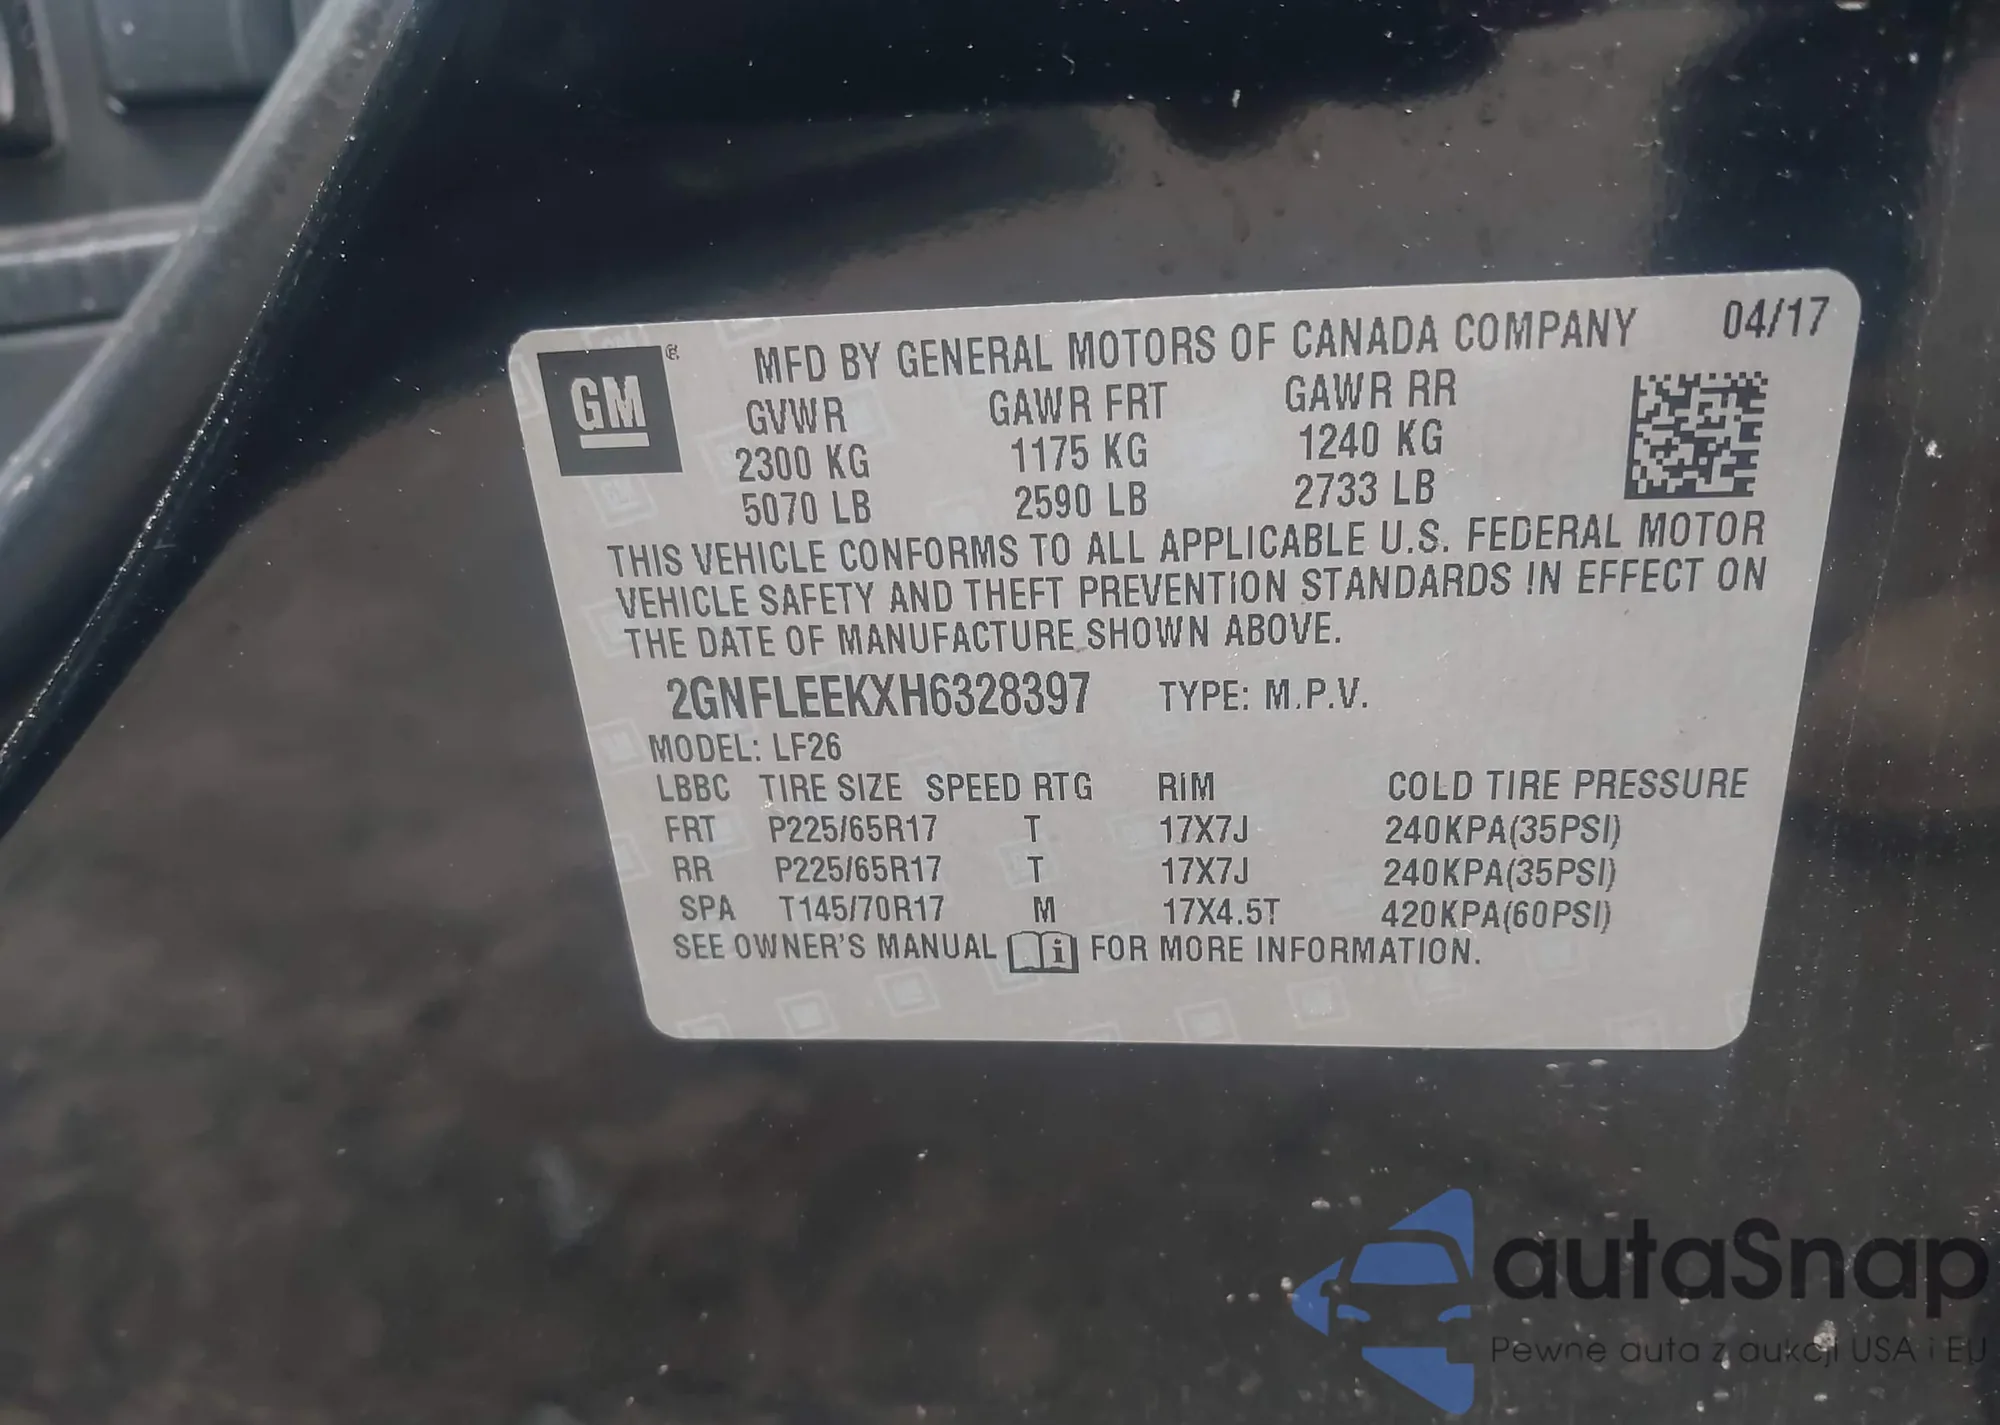 GM ® MFD BY GENERAL MOTORS OF CANADA COMPANY 04/17
GVWR GAWR FRT GAWR RR
2300 KG 1175 KG 1240 KG
5070 LB 2590 LB 2733 LB
THIS VEHICLE CONFORMS TO ALL APPLICABLE U.S. FEDERAL MOTOR
VEHICLE SAFETY AND THEFT PREVENTION STANDARDS IN EFFECT ON
THE DATE OF MANUFACTURE SHOWN ABOVE.
2GNFLEEKXH6328397 TYPE: M.P.V.
MODEL: LF26
LBBC TIRE SIZE SPEED RTG RIM COLD TIRE PRESSURE
FRT P225/65R17 T 17X7J 240KPA(35PSI)
RR P225/65R17 T 17X7J 240KPA(35PSI)
SPA T145/70R17 M 17X4.5T 420KPA(60PSI)
SEE OWNER'S MANUAL i FOR MORE INFORMATION.
autaSnap
Pewne auta z aukcji USA i EU